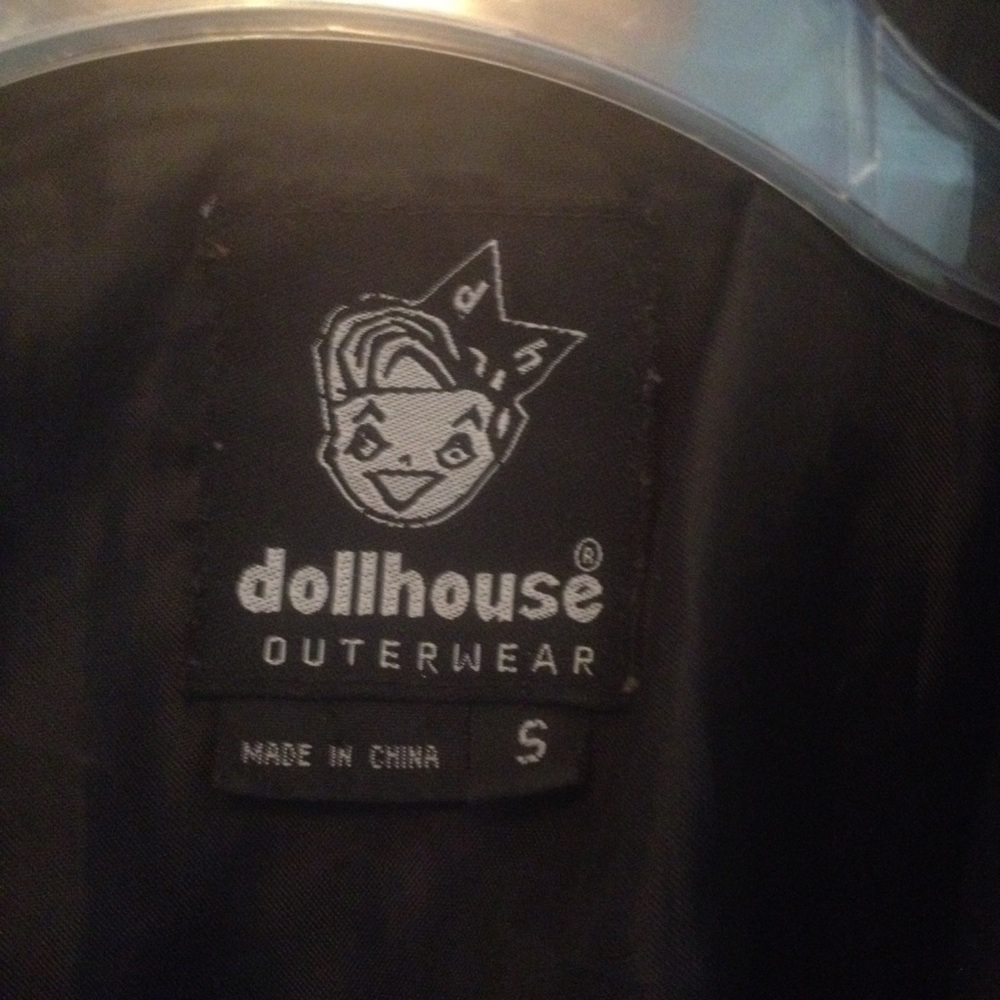 d
h
dollhouse®
OUTERWEAR
MADE IN CHINA S